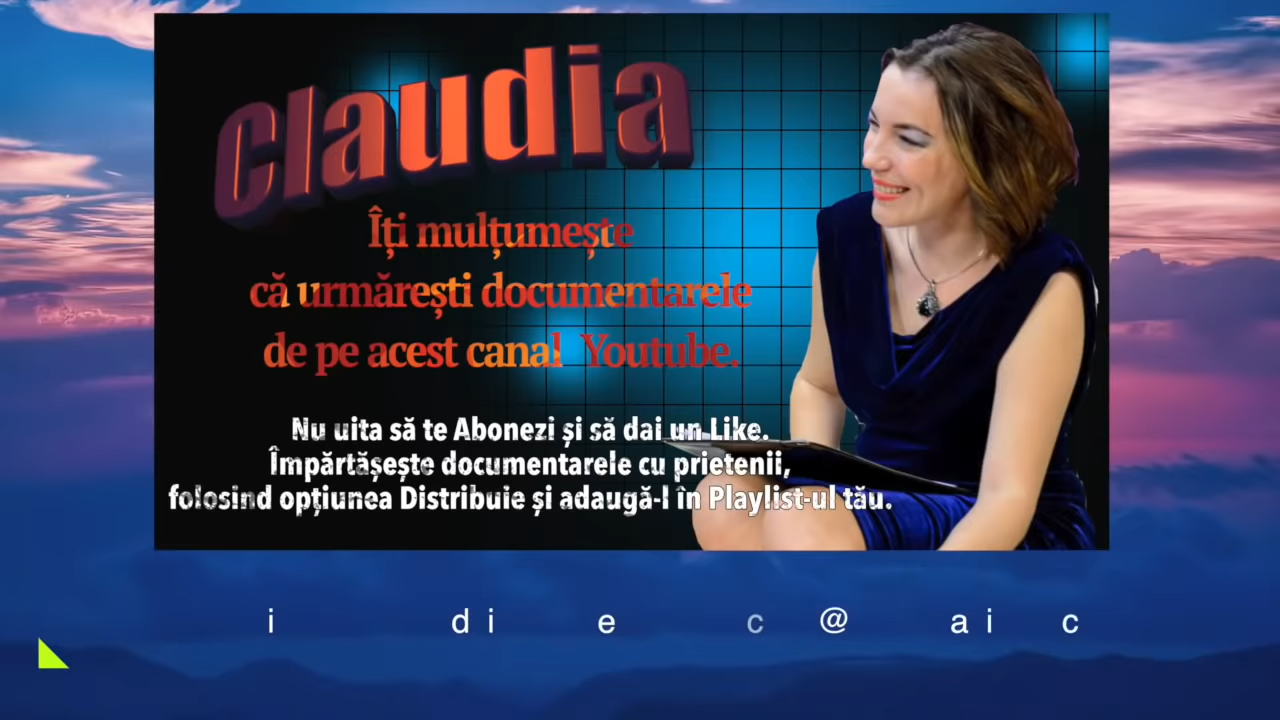 Claudia
Îți mulțumește
că urmărești documentarele
de pe acest canal Youtube.
Nu uita să te Abonezi și să dai un Like.
Împărtășește documentarele cu prietenii,
folosind opțiunea Distribuie și adaugă-l în Playlist-ul tău.
i di e c@ ai c